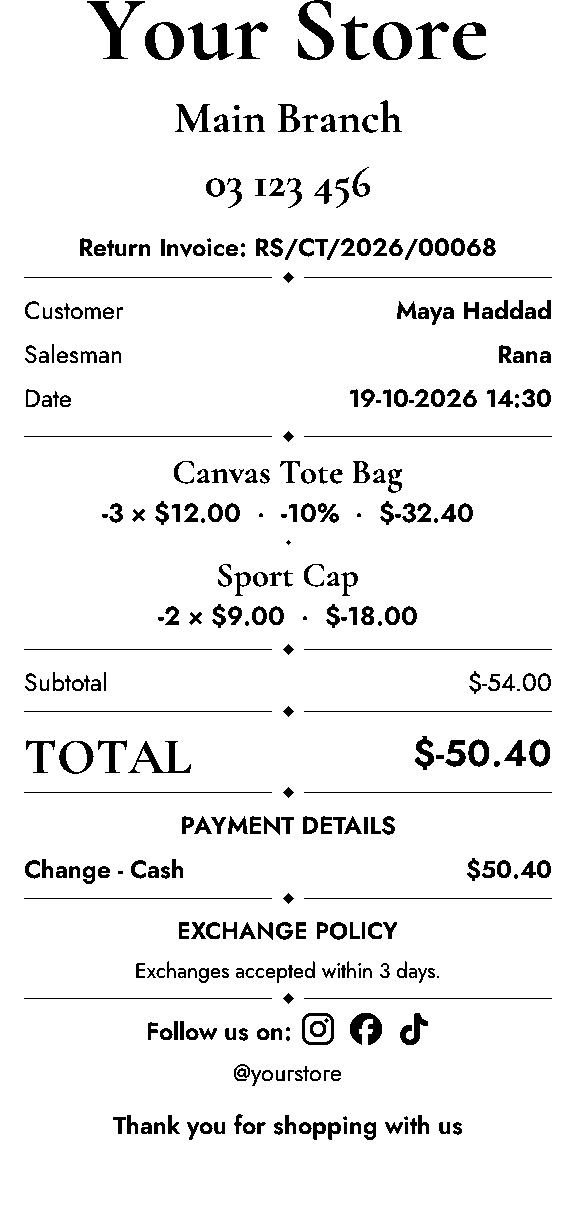 Your Store
Main Branch
03 123 456
Return Invoice: RS/CT/2026/00068
Customer Maya Haddad
Salesman Rana
Date 19-10-2026 14:30
Canvas Tote Bag
-3 × $12.00 · -10% · $-32.40
Sport Cap
-2 × $9.00 · $-18.00
Subtotal $-54.00
TOTAL $-50.40
PAYMENT DETAILS
Change - Cash $50.40
EXCHANGE POLICY
Exchanges accepted within 3 days.
Follow us on:
@yourstore
Thank you for shopping with us